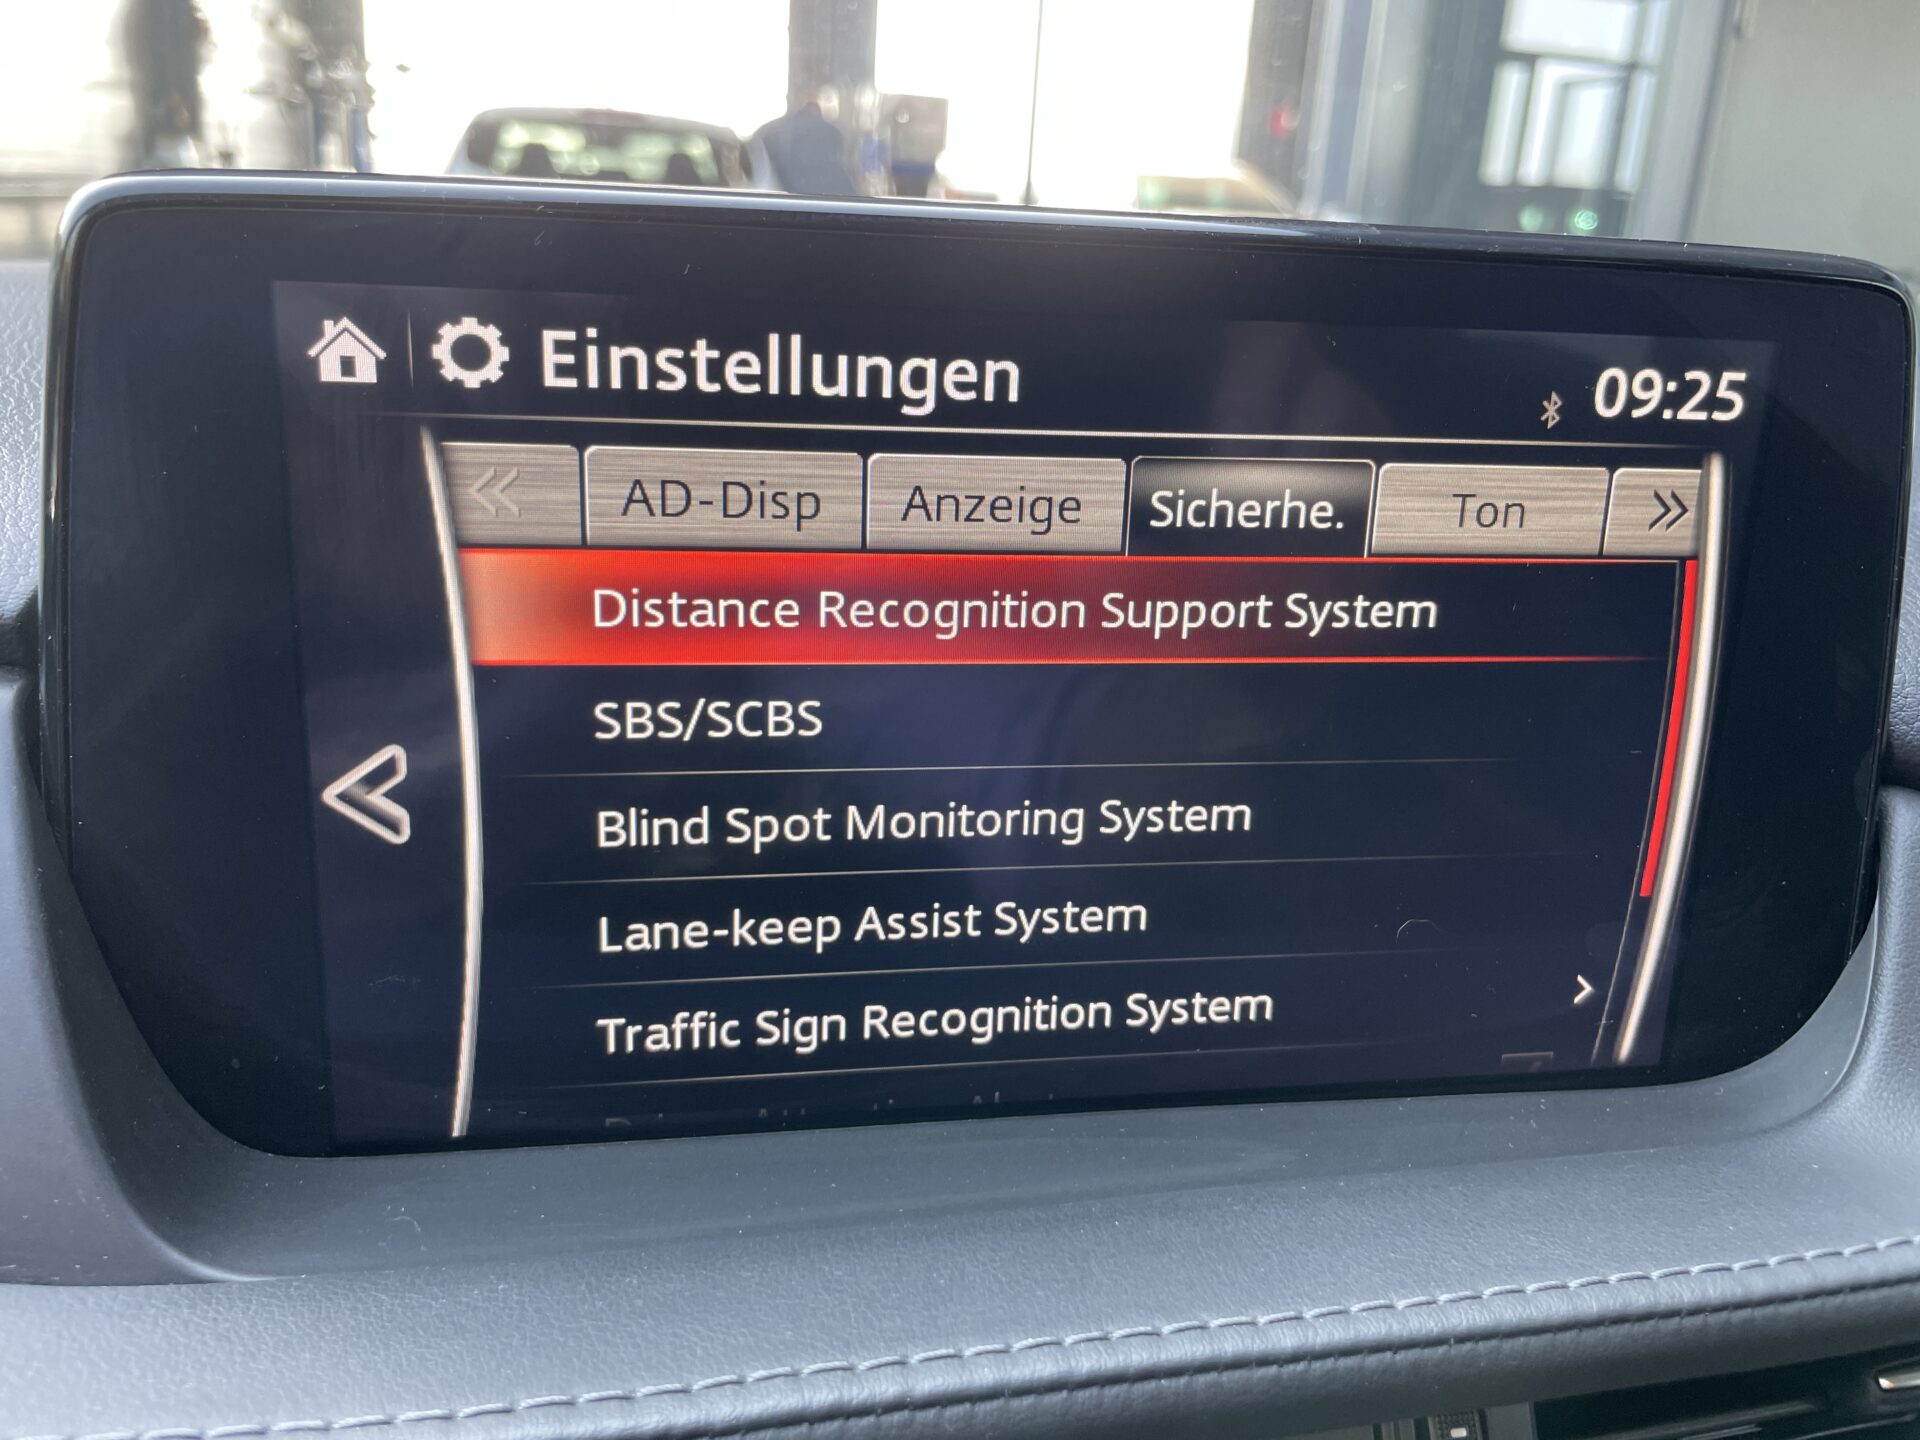 Einstellungen
09:25
AD-Disp Anzeige Sicherhe. Ton
Distance Recognition Support System
SBS/SCBS
Blind Spot Monitoring System
Lane-keep Assist System
Traffic Sign Recognition System